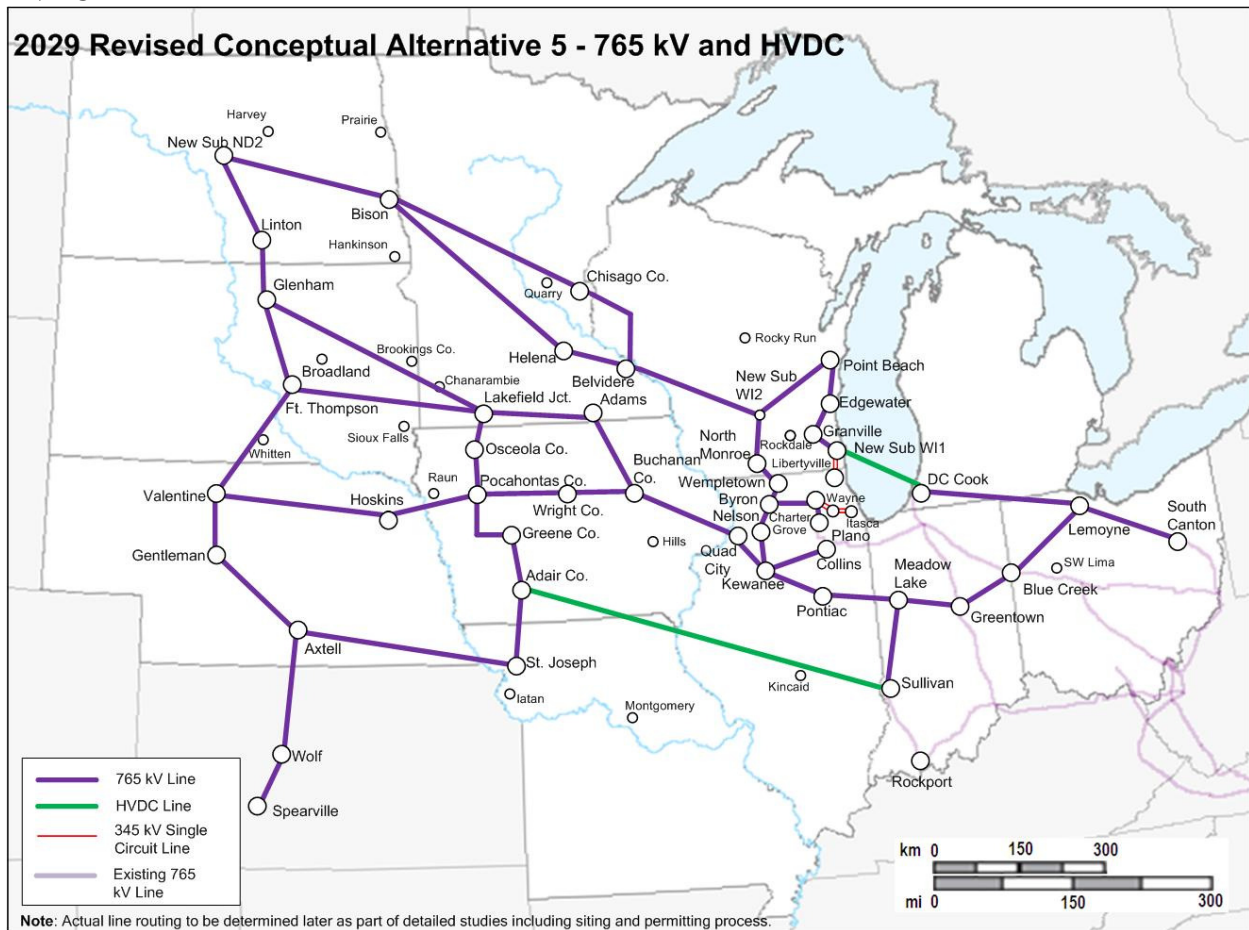 2029 Revised Conceptual Alternative 5 - 765 kV and HVDC
Harvey
Prairie
New Sub ND2
Bison
Linton
Hankinson
Glenham
Chisago Co.
Quarry
Rocky Run
Brookings Co.
Helena
Broadland
Chanarambie
Belvidere
New Sub
WI2
Point Beach
Ft. Thompson
Lakefield Jct.
Adams
Edgewater
Sioux Falls
Whitten
Osceola Co.
North
Monroe
Rockdale
Granville
New Sub WI1
Libertyville
Raun
Buchanan
Co.
Wempletown
DC Cook
Valentine
Hoskins
Pocahontas Co.
Wright Co.
Byron
Wayne
Nelson
Charter
Grove
Itasca
Plano
Lemoyne
South
Canton
Gentleman
Greene Co.
Hills
Quad
City
Collins
Meadow
Lake
SW Lima
Adair Co.
Kewanee
Pontiac
Blue Creek
Greentown
Axtell
St. Joseph
Kincaid
Sullivan
Iatan
Montgomery
Wolf
Rockport
Spearville
765 kV Line
HVDC Line
345 kV Single
Circuit Line
Existing 765
kV Line
km 0 150 300
mi 0 150 300
Note: Actual line routing to be determined later as part of detailed studies including siting and permitting process.